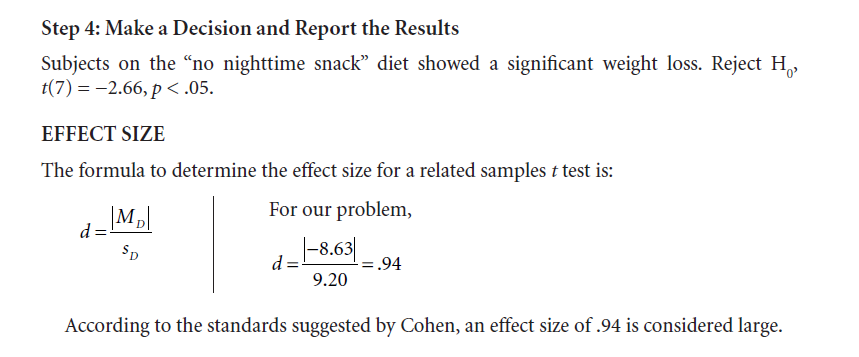 Step 4: Make a Decision and Report the Results
Subjects on the “no nighttime snack” diet showed a significant weight loss. Reject H₀,
t(7) = −2.66, p < .05.
EFFECT SIZE
The formula to determine the effect size for a related samples t test is:
d = |M_D| / s_D
For our problem,
d = |−8.63| / 9.20 = .94
According to the standards suggested by Cohen, an effect size of .94 is considered large.